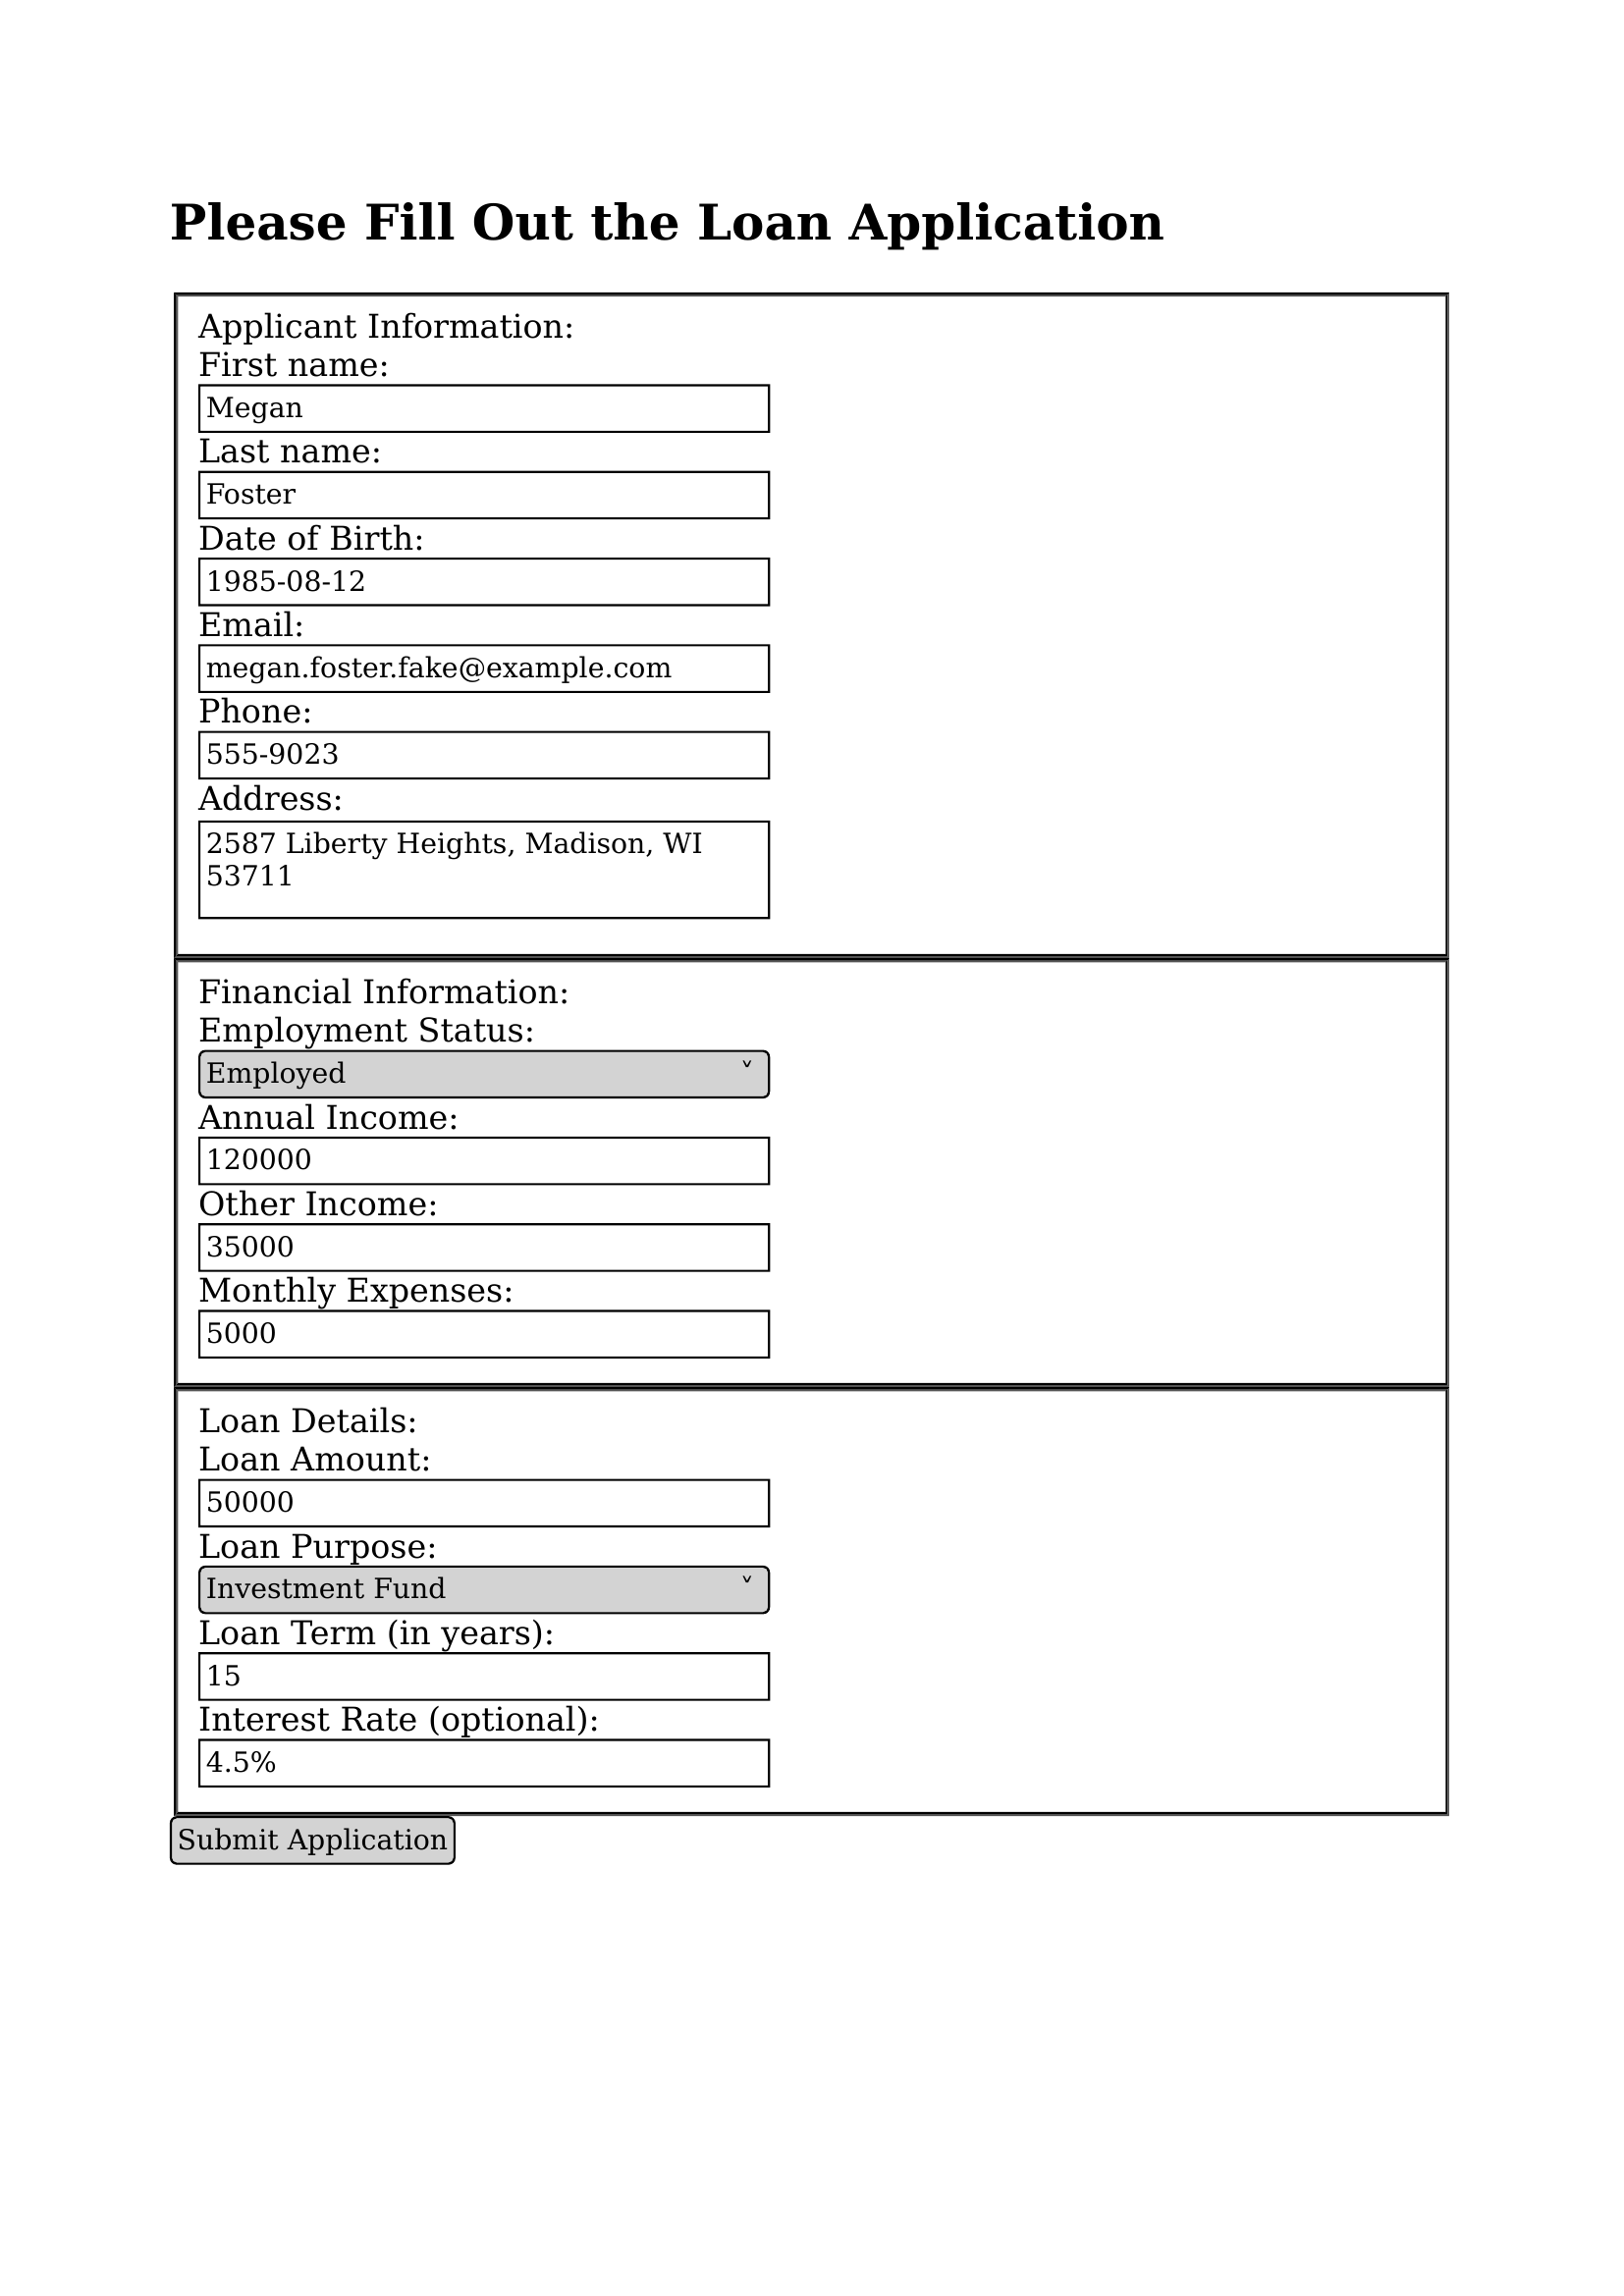 Please Fill Out the Loan Application
Applicant Information:
First name:
Megan
Last name:
Foster
Date of Birth:
1985-08-12
Email:
megan.foster.fake@example.com
Phone:
555-9023
Address:
2587 Liberty Heights, Madison, WI
53711
Financial Information:
Employment Status:
Employed
Annual Income:
120000
Other Income:
35000
Monthly Expenses:
5000
Loan Details:
Loan Amount:
50000
Loan Purpose:
Investment Fund
Loan Term (in years):
15
Interest Rate (optional):
4.5%
Submit Application